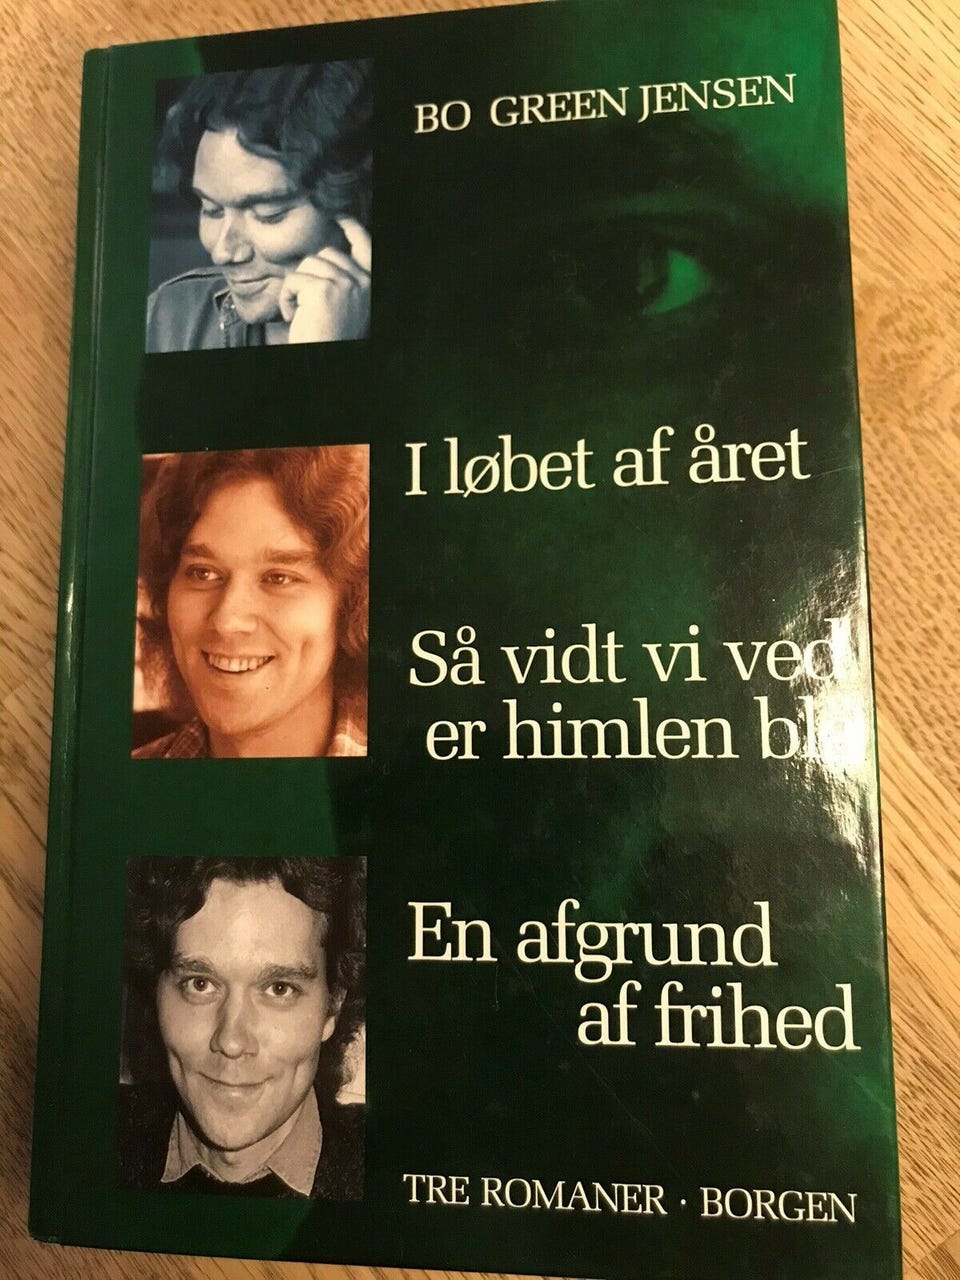 BO GREEN JENSEN
I løbet af året
Så vidt vi ved
er himlen blå
En afgrund
af frihed
TRE ROMANER · BORGEN